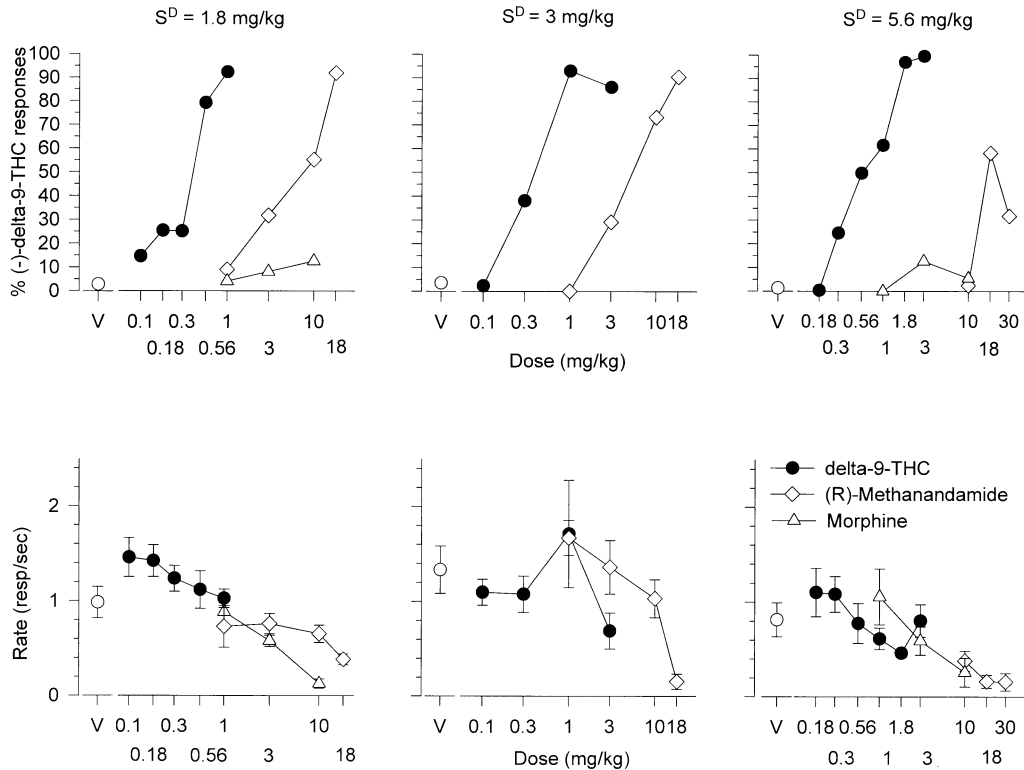 S^D = 1.8 mg/kg
S^D = 3 mg/kg
S^D = 5.6 mg/kg
% (-)-delta-9-THC responses
100
90
80
70
60
50
40
30
20
10
0
V 0.1 0.3 1 10
0.18 0.56 3 18
V 0.1 0.3 1 3 10 18
Dose (mg/kg)
V 0.18 0.56 1.8 10 30
0.3 1 3 18
Rate (resp/sec)
2
1
0
V 0.1 0.3 1 10
0.18 0.56 3 18
V 0.1 0.3 1 3 10 18
Dose (mg/kg)
delta-9-THC
(R)-Methanandamide
Morphine
V 0.18 0.56 1.8 10 30
0.3 1 3 18